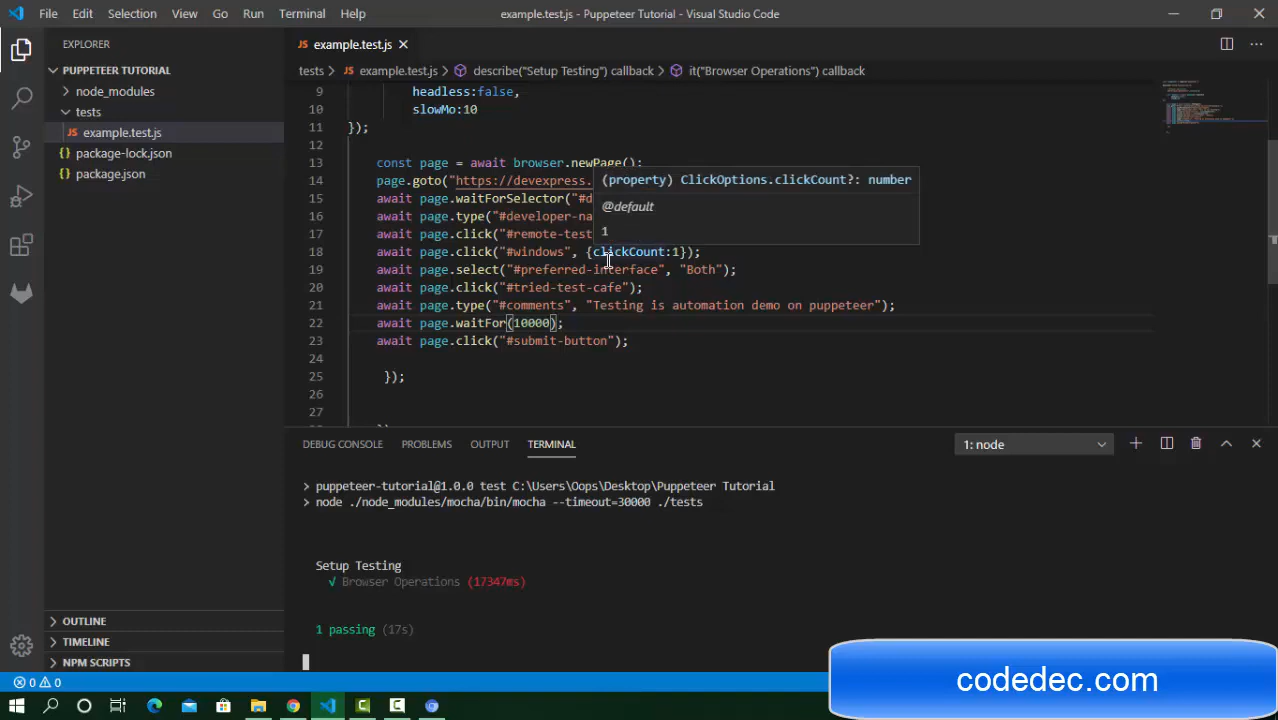 File Edit Selection View Go Run Terminal Help
example.test.js - Puppeteer Tutorial - Visual Studio Code
EXPLORER
PUPPETEER TUTORIAL
node_modules
tests
JS example.test.js
package-lock.json
package.json
OUTLINE
TIMELINE
NPM SCRIPTS
JS example.test.js
tests > JS example.test.js > describe("Setup Testing") callback > it("Browser Operations") callback
9 headless:false,
10 slowMo:10
11 });
12
13 const page = await browser.newPage();
14 page.goto("https://devexpress.
15 await page.waitForSelector("#d
16 await page.type("#developer-na
17 await page.click("#remote-test
18 await page.click("#windows", {clickCount:1});
19 await page.select("#preferred-interface", "Both");
20 await page.click("#tried-test-cafe");
21 await page.type("#comments", "Testing is automation demo on puppeteer");
22 await page.waitFor(10000);
23 await page.click("#submit-button");
24
25 });
26
27
(property) ClickOptions.clickCount?: number
@default
1
DEBUG CONSOLE PROBLEMS OUTPUT TERMINAL
1: node
> puppeteer-tutorial@1.0.0 test C:\Users\Oops\Desktop\Puppeteer Tutorial
> node ./node_modules/mocha/bin/mocha --timeout=30000 ./tests
Setup Testing
√ Browser Operations (17347ms)
1 passing (17s)
0 0
codedec.com